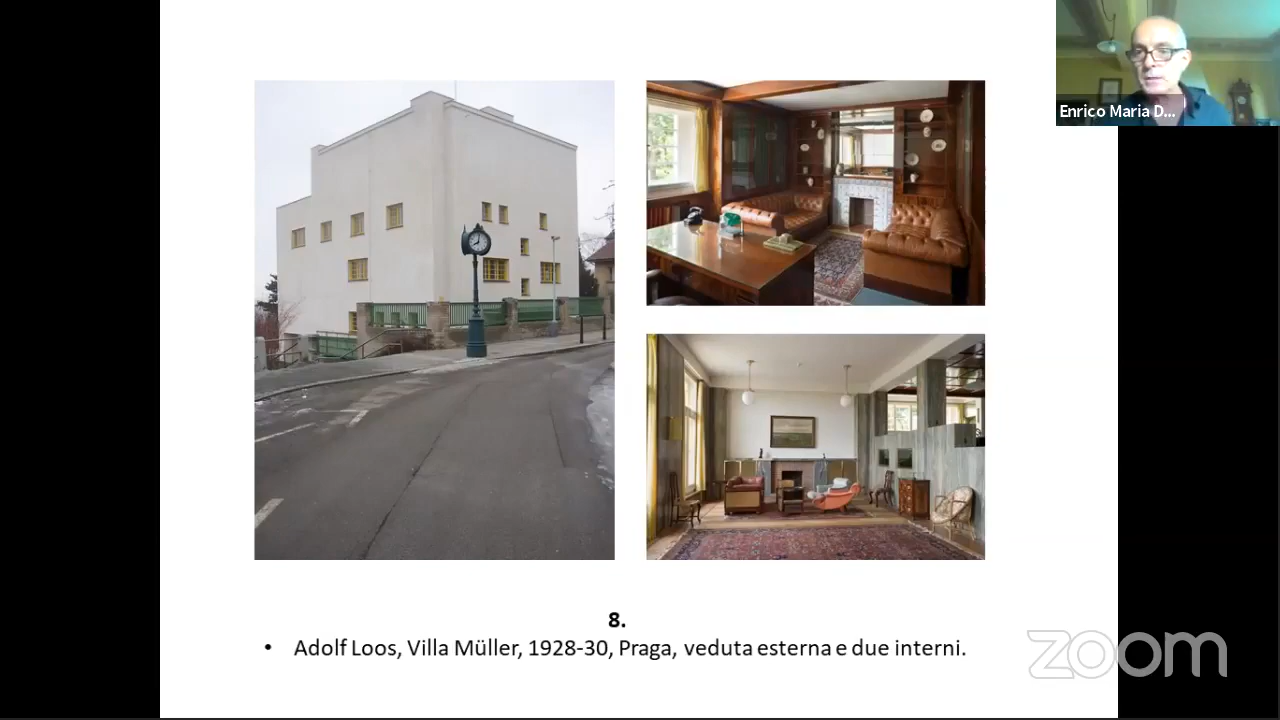 Enrico Maria D...
8.
• Adolf Loos, Villa Müller, 1928-30, Praga, veduta esterna e due interni.
zoom